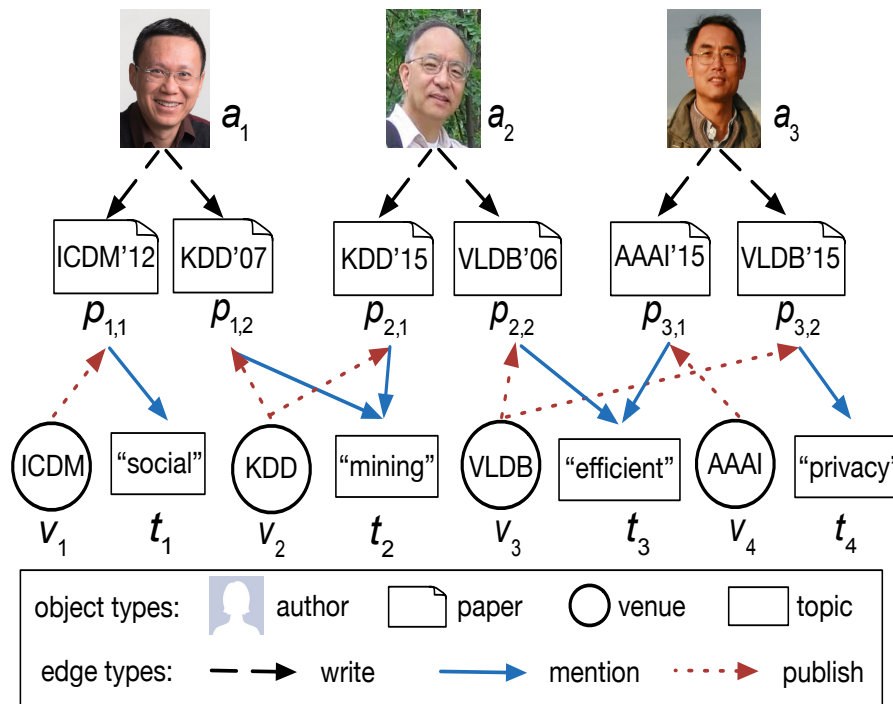 a1 a2 a3
ICDM’12 KDD’07 KDD’15 VLDB’06 AAAI’15 VLDB’15
p1,1 p1,2 p2,1 p2,2 p3,1 p3,2
ICDM “social” KDD “mining” VLDB “efficient” AAAI “privacy”
v1 t1 v2 t2 v3 t3 v4 t4
object types: author paper venue topic
edge types: write mention publish